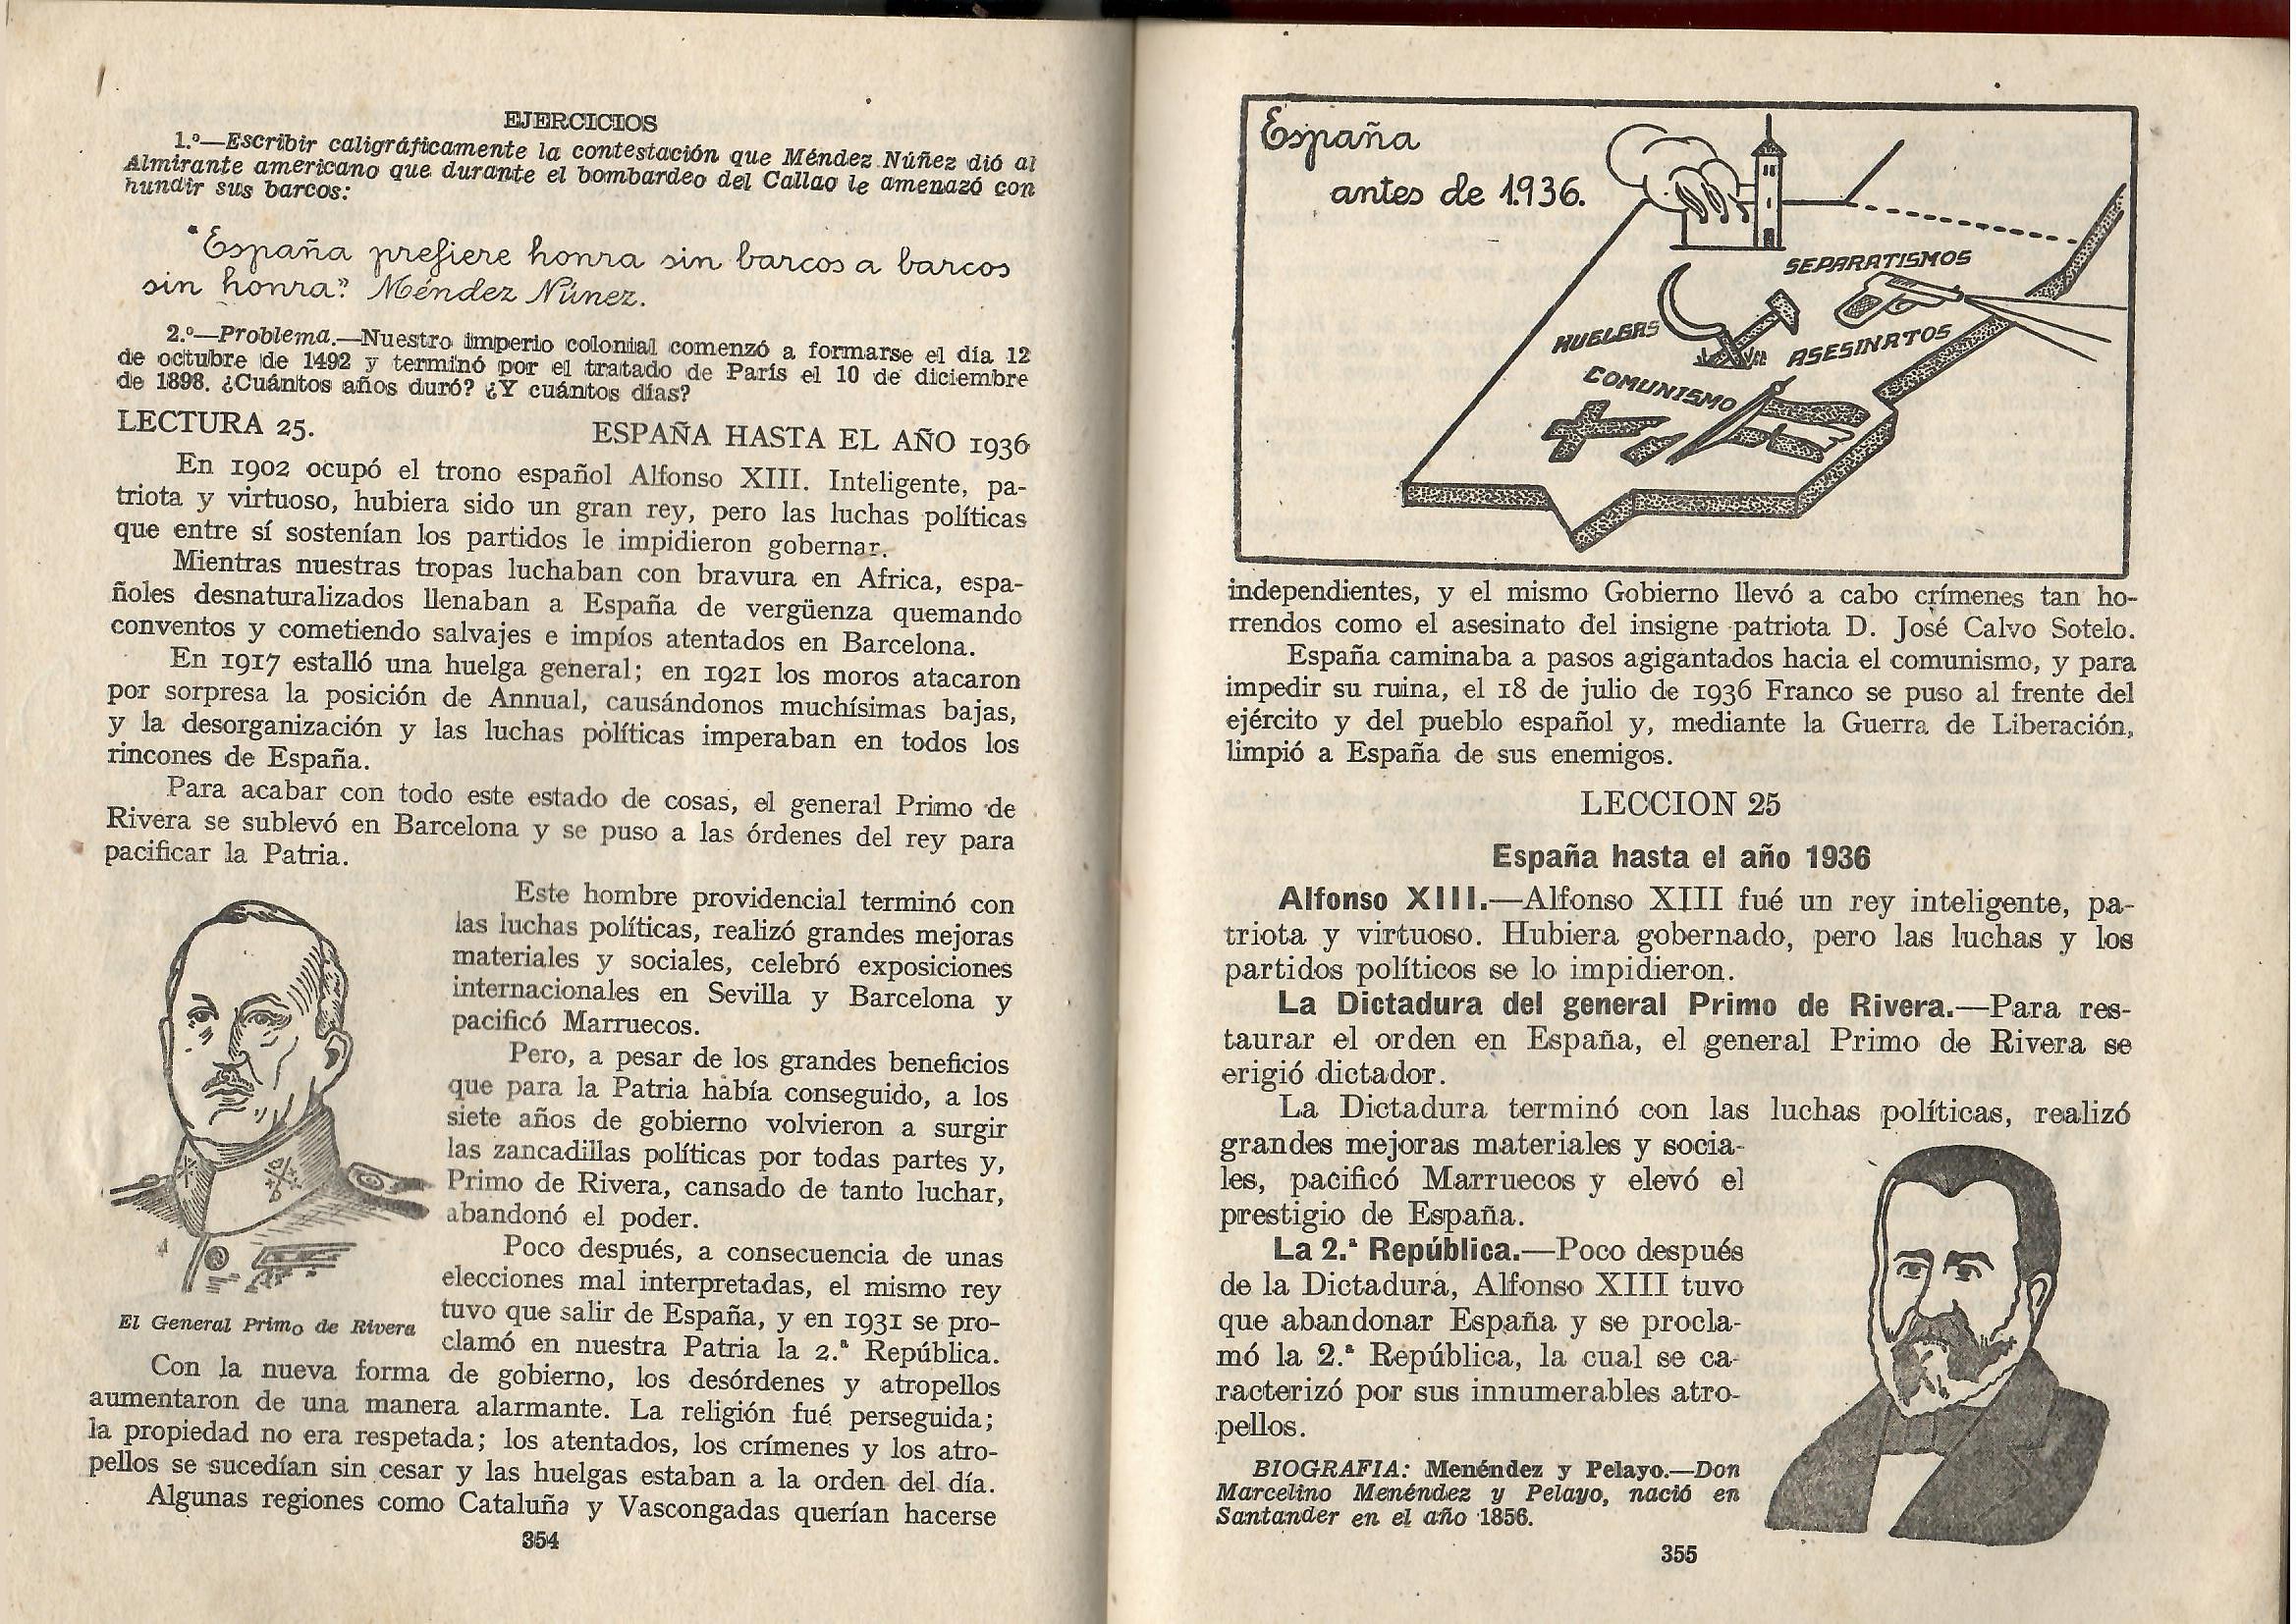 EJERCICIOS
1.º—Escribir caligráficamente la contestación que Méndez Núñez dió al
Almirante americano que durante el bombardeo del Callao le amenazó con
hundir sus barcos:
"España prefiere honra sin barcos a barcos
sin honra". Méndez Núnez.
2.º—Problema.—Nuestro imperio colonial comenzó a formarse el día 12
de octubre de 1492 y terminó por el tratado de París el 10 de diciembre
de 1898. ¿Cuántos años duró? ¿Y cuántos días?
LECTURA 25. ESPAÑA HASTA EL AÑO 1936
En 1902 ocupó el trono español Alfonso XIII. Inteligente, pa-
triota y virtuoso, hubiera sido un gran rey, pero las luchas políticas
que entre sí sostenían los partidos le impidieron gobernar.
Mientras nuestras tropas luchaban con bravura en Africa, espa-
ñoles desnaturalizados llenaban a España de vergüenza quemando
conventos y cometiendo salvajes e impíos atentados en Barcelona.
En 1917 estalló una huelga general; en 1921 los moros atacaron
por sorpresa la posición de Annual, causándonos muchísimas bajas,
y la desorganización y las luchas políticas imperaban en todos los
rincones de España.
Para acabar con todo este estado de cosas, el general Primo de
Rivera se sublevó en Barcelona y se puso a las órdenes del rey para
pacificar la Patria.
Este hombre providencial terminó con
las luchas políticas, realizó grandes mejoras
materiales y sociales, celebró exposiciones
internacionales en Sevilla y Barcelona y
pacificó Marruecos.
Pero, a pesar de los grandes beneficios
que para la Patria había conseguido, a los
siete años de gobierno volvieron a surgir
las zancadillas políticas por todas partes y,
Primo de Rivera, cansado de tanto luchar,
abandonó el poder.
Poco después, a consecuencia de unas
elecciones mal interpretadas, el mismo rey
tuvo que salir de España, y en 1931 se pro-
clamó en nuestra Patria la 2.ª República.
El General Primo de Rivera
Con la nueva forma de gobierno, los desórdenes y atropellos
aumentaron de una manera alarmante. La religión fué perseguida;
la propiedad no era respetada; los atentados, los crímenes y los atro-
pellos se sucedían sin cesar y las huelgas estaban a la orden del día.
Algunas regiones como Cataluña y Vascongadas querían hacerse
354
España
antes de 1.936.
SEPARATISMOS
HUELGAS
ASESINATOS
COMUNISMO
independientes, y el mismo Gobierno llevó a cabo crímenes tan ho-
rrendos como el asesinato del insigne patriota D. José Calvo Sotelo.
España caminaba a pasos agigantados hacia el comunismo, y para
impedir su ruina, el 18 de julio de 1936 Franco se puso al frente del
ejército y del pueblo español y, mediante la Guerra de Liberación,
limpió a España de sus enemigos.
LECCION 25
España hasta el año 1936
Alfonso XIII.—Alfonso XIII fué un rey inteligente, pa-
triota y virtuoso. Hubiera gobernado, pero las luchas y los
partidos políticos se lo impidieron.
La Dictadura del general Primo de Rivera.—Para res-
taurar el orden en España, el general Primo de Rivera se
erigió dictador.
La Dictadura terminó con las luchas políticas, realizó
grandes mejoras materiales y socia-
les, pacificó Marruecos y elevó el
prestigio de España.
La 2.ª República.—Poco después
de la Dictadura, Alfonso XIII tuvo
que abandonar España y se procla-
mó la 2.ª República, la cual se ca-
racterizó por sus innumerables atro-
pellos.
BIOGRAFIA: Menéndez y Pelayo.—Don
Marcelino Menéndez y Pelayo, nació en
Santander en el año 1856.
355